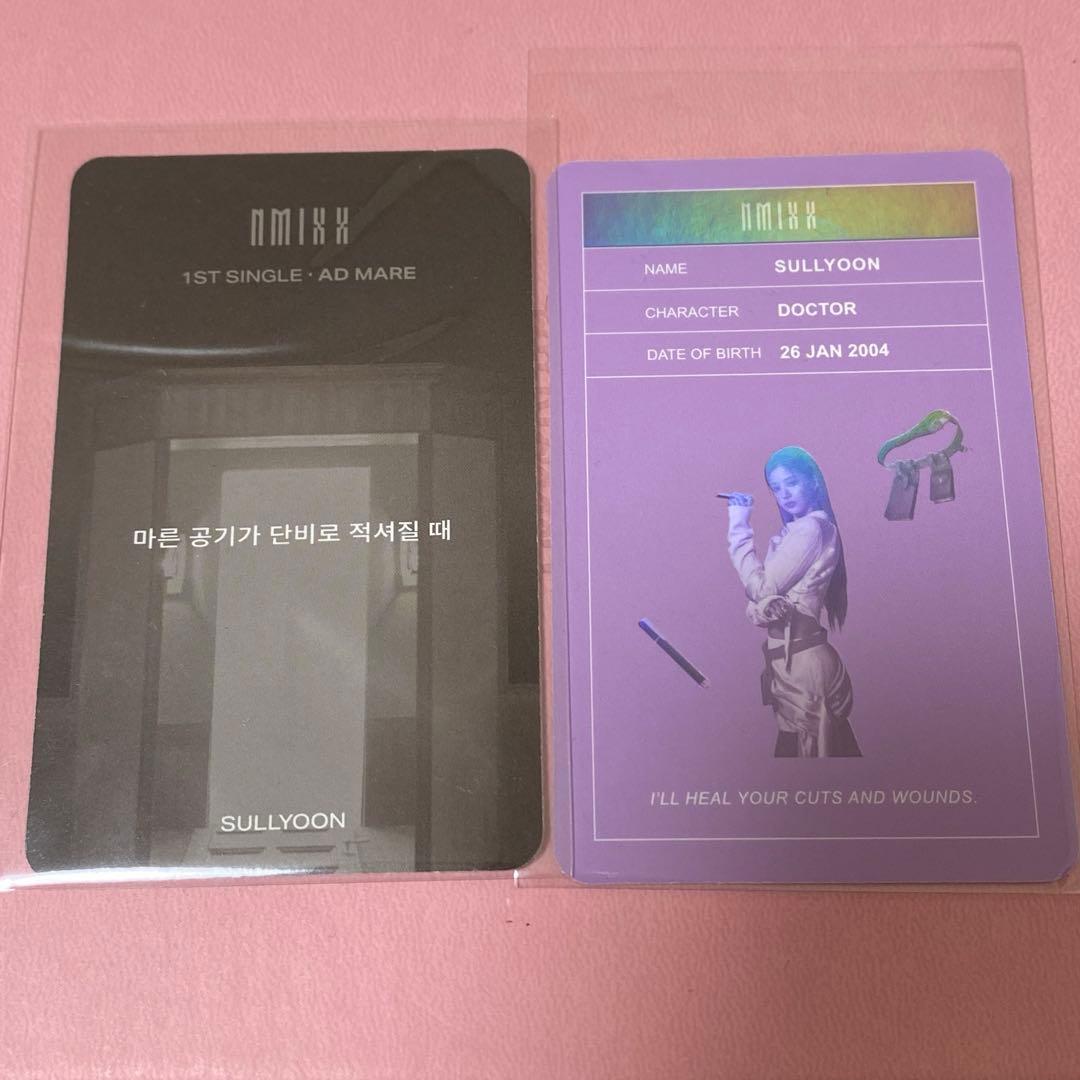 NMIXX
1ST SINGLE · AD MARE
마른 공기가 단비로 적셔질 때
SULLYOON
NMIXX
NAME SULLYOON
CHARACTER DOCTOR
DATE OF BIRTH 26 JAN 2004
I'LL HEAL YOUR CUTS AND WOUNDS.